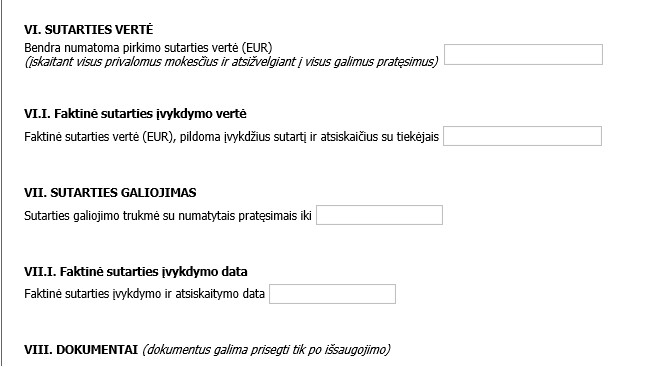 VI. SUTARTIES VERTĖ
Bendra numatoma pirkimo sutarties vertė (EUR)
(įskaitant visus privalomus mokesčius ir atsižvelgiant į visus galimus pratęsimus)
VI.I. Faktinė sutarties įvykdymo vertė
Faktinė sutarties vertė (EUR), pildoma įvykdžius sutartį ir atsiskaičius su tiekėjais
VII. SUTARTIES GALIOJIMAS
Sutarties galiojimo trukmė su numatytais pratęsimais iki
VII.I. Faktinė sutarties įvykdymo data
Faktinė sutarties įvykdymo ir atsiskaitymo data
VIII. DOKUMENTAI (dokumentus galima prisegti tik po išsaugojimo)